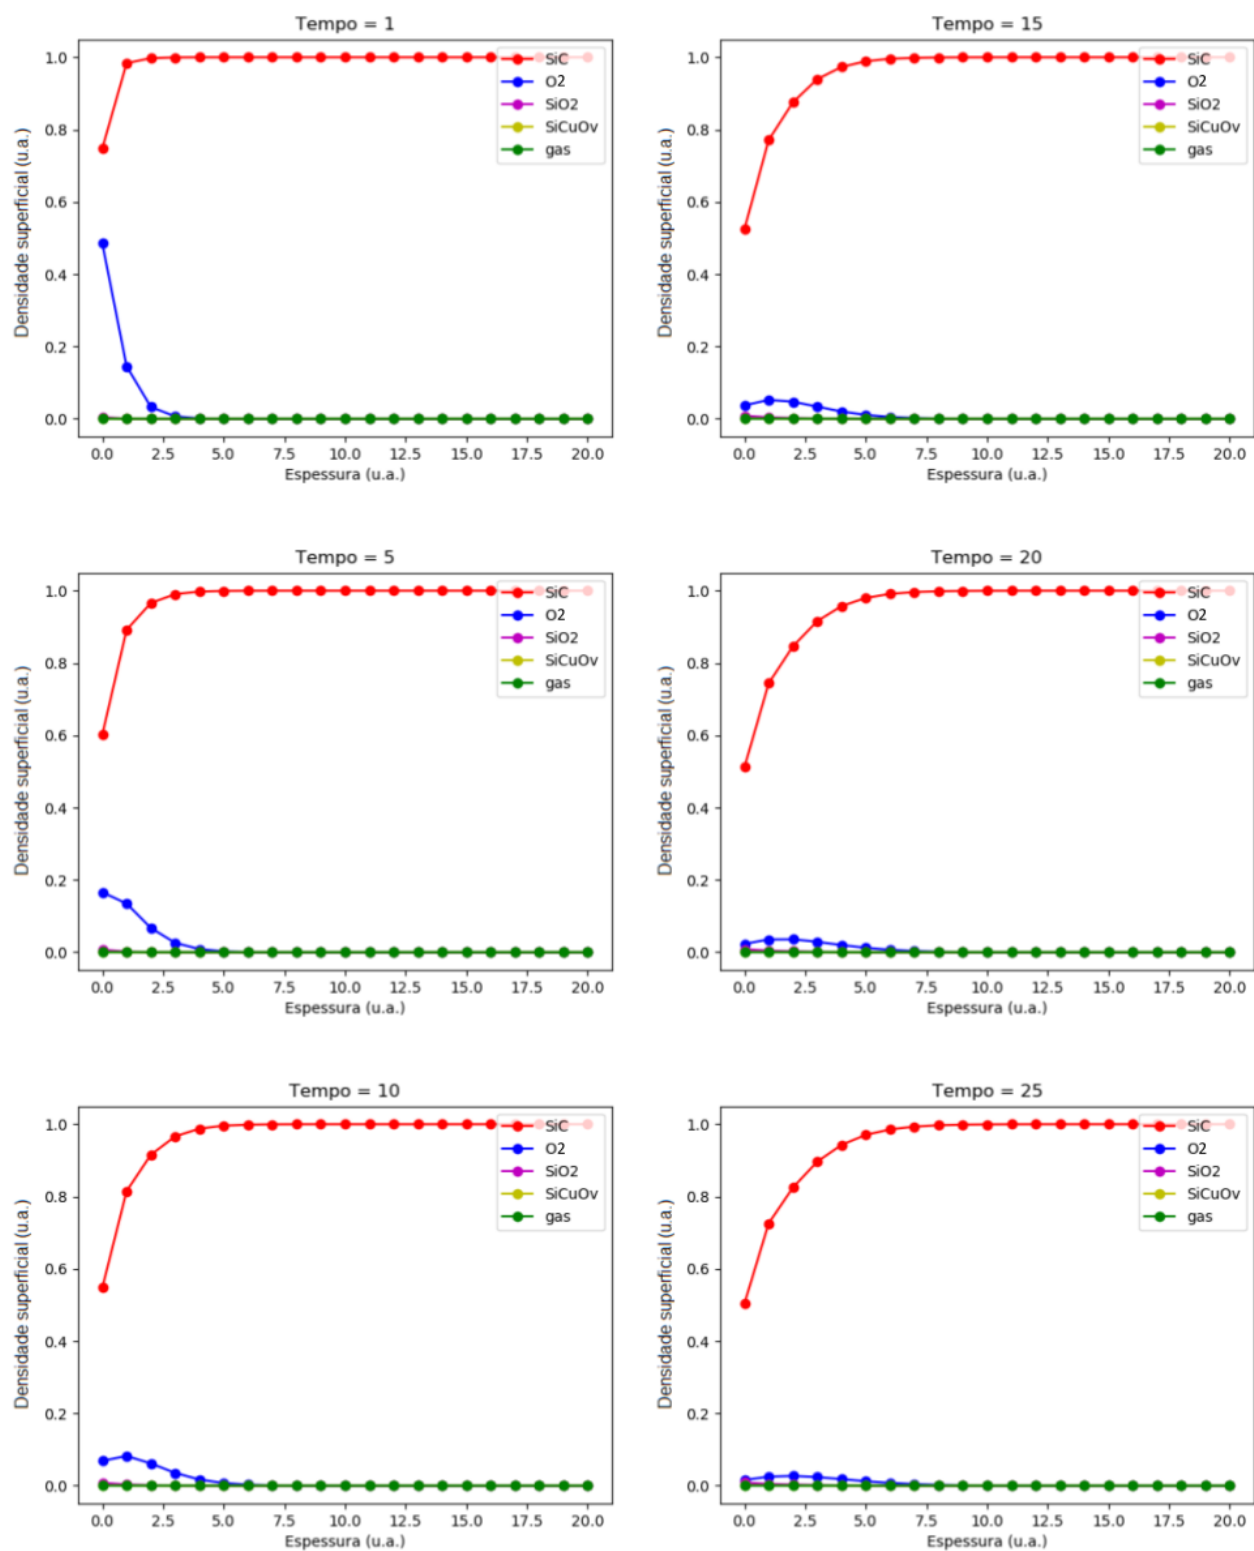 Tempo = 1
Densidade superficial (u.a.)
1.0
0.8
0.6
0.4
0.2
0.0
SiC
O2
SiO2
SiCuOv
gas
0.0 2.5 5.0 7.5 10.0 12.5 15.0 17.5 20.0
Espessura (u.a.)
Tempo = 15
Densidade superficial (u.a.)
1.0
0.8
0.6
0.4
0.2
0.0
SiC
O2
SiO2
SiCuOv
gas
0.0 2.5 5.0 7.5 10.0 12.5 15.0 17.5 20.0
Espessura (u.a.)
Tempo = 5
Densidade superficial (u.a.)
1.0
0.8
0.6
0.4
0.2
0.0
SiC
O2
SiO2
SiCuOv
gas
0.0 2.5 5.0 7.5 10.0 12.5 15.0 17.5 20.0
Espessura (u.a.)
Tempo = 20
Densidade superficial (u.a.)
1.0
0.8
0.6
0.4
0.2
0.0
SiC
O2
SiO2
SiCuOv
gas
0.0 2.5 5.0 7.5 10.0 12.5 15.0 17.5 20.0
Espessura (u.a.)
Tempo = 10
Densidade superficial (u.a.)
1.0
0.8
0.6
0.4
0.2
0.0
SiC
O2
SiO2
SiCuOv
gas
0.0 2.5 5.0 7.5 10.0 12.5 15.0 17.5 20.0
Espessura (u.a.)
Tempo = 25
Densidade superficial (u.a.)
1.0
0.8
0.6
0.4
0.2
0.0
SiC
O2
SiO2
SiCuOv
gas
0.0 2.5 5.0 7.5 10.0 12.5 15.0 17.5 20.0
Espessura (u.a.)